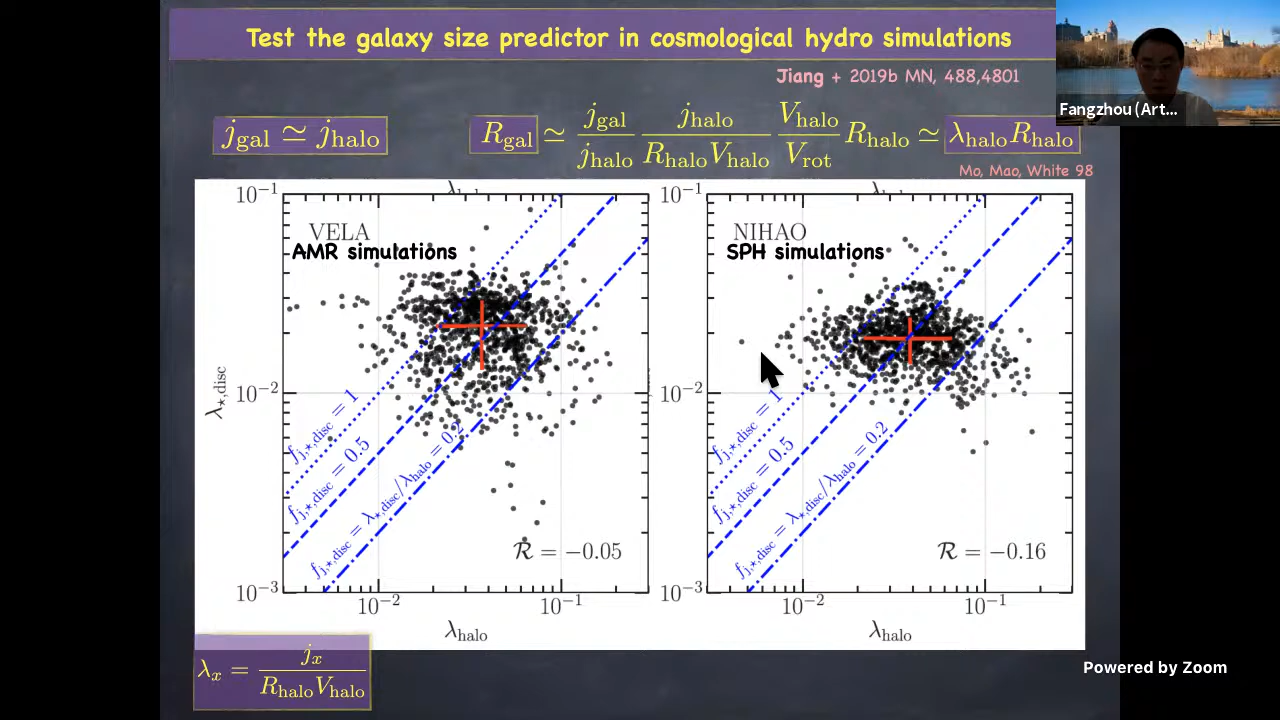 Test the galaxy size predictor in cosmological hydro simulations
Jiang + 2019b MN, 488,4801
Fangzhou (Art...
j_gal ≃ j_halo
R_gal ≃ j_gal/j_halo j_halo/(R_halo V_halo) V_halo/V_rot R_halo ≃ λ_halo R_halo
Mo, Mao, White 98
10⁻¹
VELA
AMR simulations
λ_⋆,disc
10⁻²
f_j,⋆,disc = 1
f_j,⋆,disc = 0.5
f_j,⋆,disc = λ_⋆,disc/λ_halo = 0.2
ℛ = −0.05
10⁻³
10⁻² 10⁻¹
λ_halo
10⁻¹
NIHAO
SPH simulations
10⁻²
f_j,⋆,disc = 1
f_j,⋆,disc = 0.5
f_j,⋆,disc = λ_⋆,disc/λ_halo = 0.2
ℛ = −0.16
10⁻³
10⁻² 10⁻¹
λ_halo
λ_x = j_x/(R_halo V_halo)
Powered by Zoom